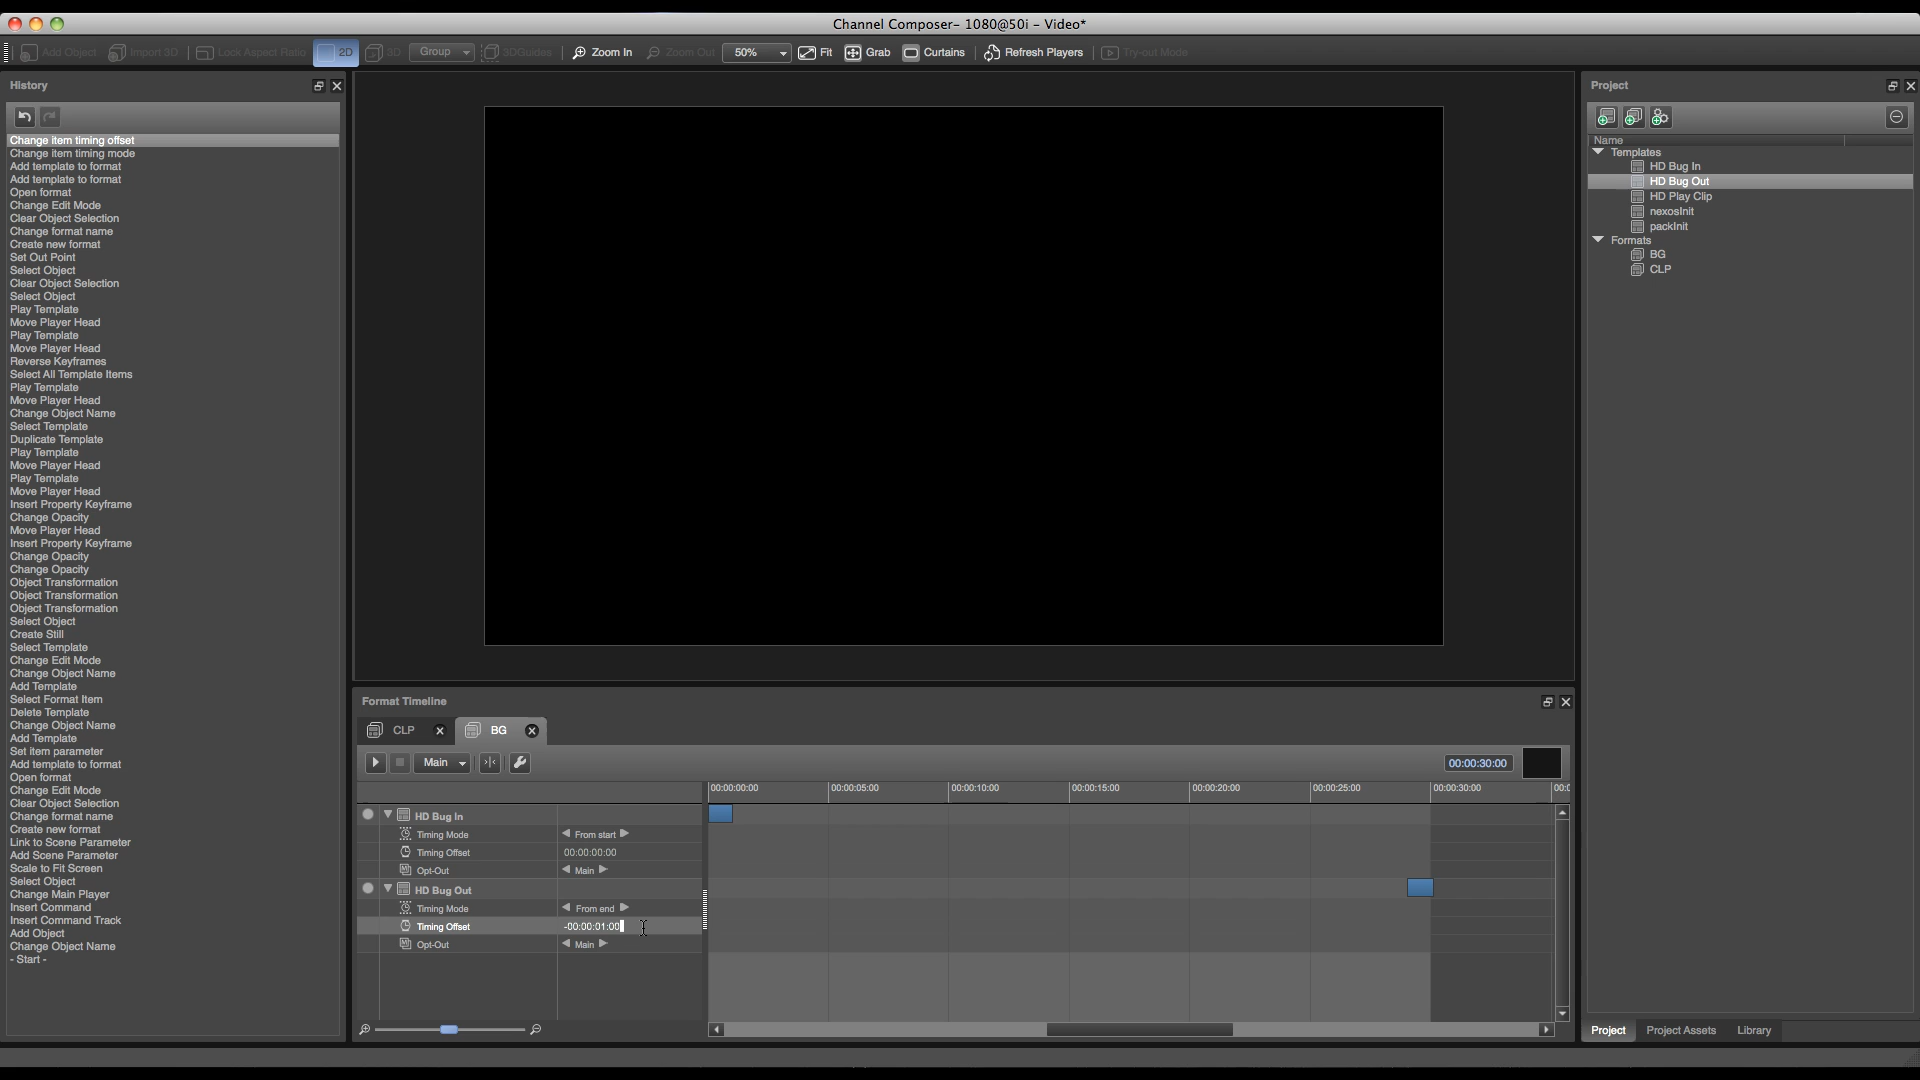 Channel Composer- 1080@50i - Video*
Add Object
Import 3D
Lock Aspect Ratio
2D
3D
Group
3DGuides
Zoom In
Zoom Out
50%
Fit
Grab
Curtains
Refresh Players
Try-out Mode
History
Change item timing offset
Change item timing mode
Add template to format
Add template to format
Open format
Change Edit Mode
Clear Object Selection
Change format name
Create new format
Set Out Point
Select Object
Clear Object Selection
Select Object
Play Template
Move Player Head
Play Template
Move Player Head
Reverse Keyframes
Select All Template Items
Play Template
Move Player Head
Change Object Name
Select Template
Duplicate Template
Play Template
Move Player Head
Play Template
Move Player Head
Insert Property Keyframe
Change Opacity
Move Player Head
Insert Property Keyframe
Change Opacity
Change Opacity
Object Transformation
Object Transformation
Object Transformation
Select Object
Create Still
Select Template
Change Edit Mode
Change Object Name
Add Template
Select Format Item
Delete Template
Change Object Name
Add Template
Set item parameter
Add template to format
Open format
Change Edit Mode
Clear Object Selection
Change format name
Create new format
Link to Scene Parameter
Add Scene Parameter
Scale to Fit Screen
Select Object
Change Main Player
Insert Command
Insert Command Track
Add Object
Change Object Name
- Start -
Format Timeline
CLP
BG
Main
00:00:30:00
00:00:00:00
00:00:05:00
00:00:10:00
00:00:15:00
00:00:20:00
00:00:25:00
00:00:30:00
00:0
HD Bug In
Timing Mode
From start
Timing Offset
00:00:00:00
Opt-Out
Main
HD Bug Out
Timing Mode
From end
Timing Offset
-00:00:01:00
Opt-Out
Main
Project
Name
Templates
HD Bug In
HD Bug Out
HD Play Clip
nexosInit
packInit
Formats
BG
CLP
Project
Project Assets
Library